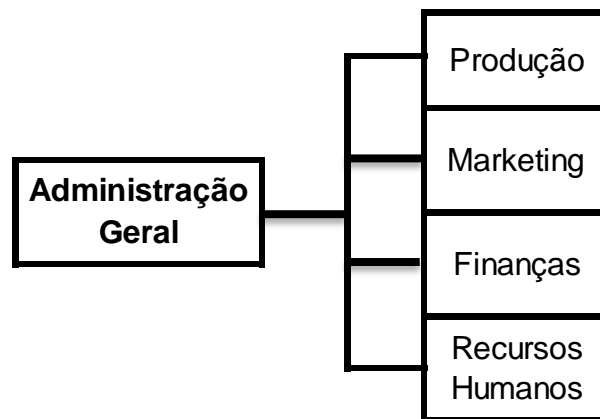 Administração
Geral
Produção
Marketing
Finanças
Recursos
Humanos